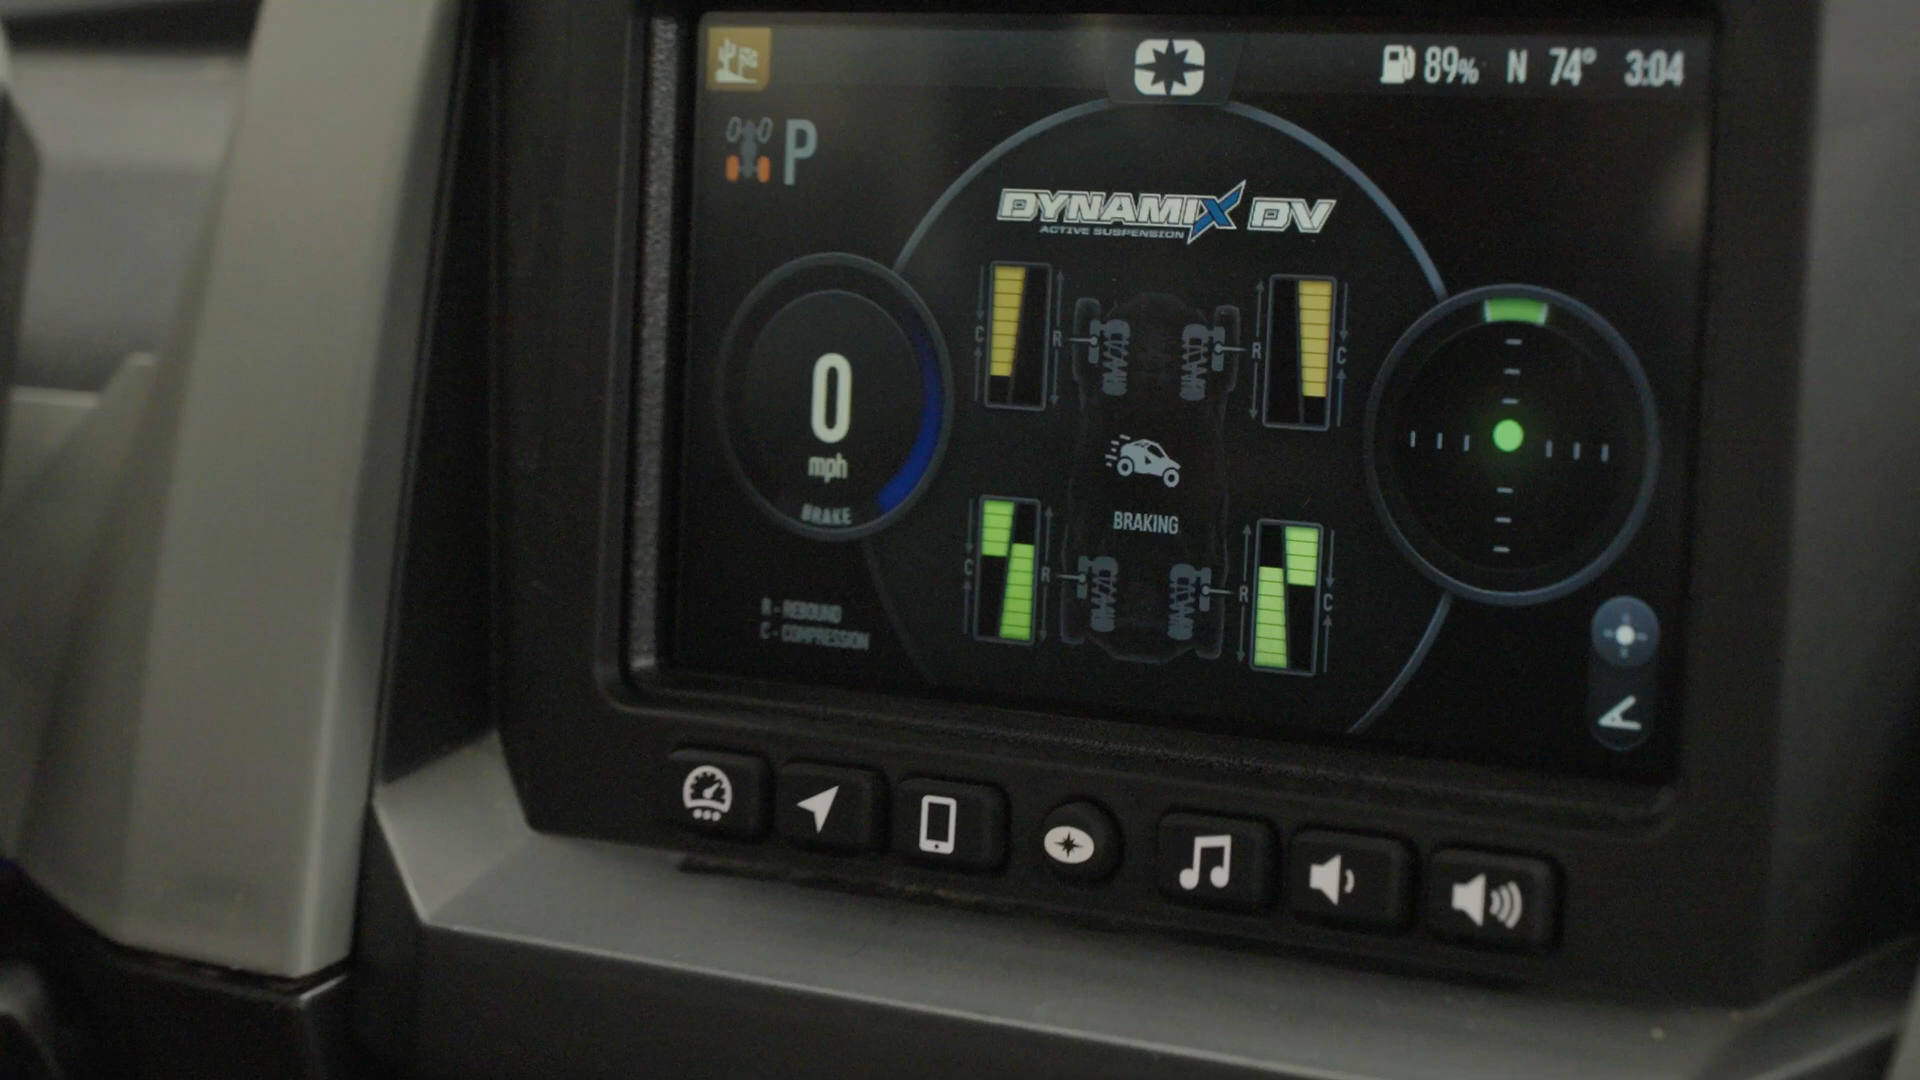 89% N 74° 3:04
P
DYNAMIX DV
ACTIVE SUSPENSION
C R R C
0
mph
BRAKE
BRAKING
C R R C
R - REBOUND
C - COMPRESSION